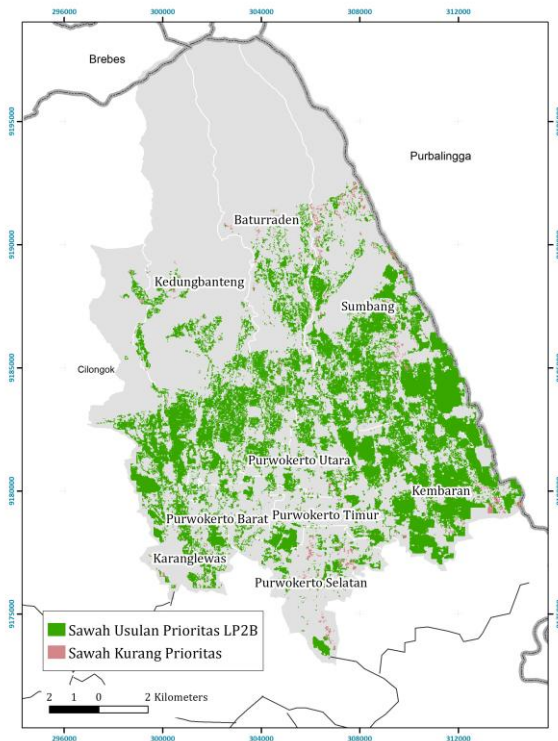 296000 300000 304000 308000 312000
Brebes
9195000
Purbalingga
9190000 Baturraden
Kedungbanteng
Sumbang
Cilongok
9185000
Purwokerto Utara
9180000 Kembaran
Purwokerto Barat Purwokerto Timur
Karanglewas
Purwokerto Selatan
9175000
Sawah Usulan Prioritas LP2B
Sawah Kurang Prioritas
2 1 0 2 Kilometers
296000 300000 304000 308000 312000